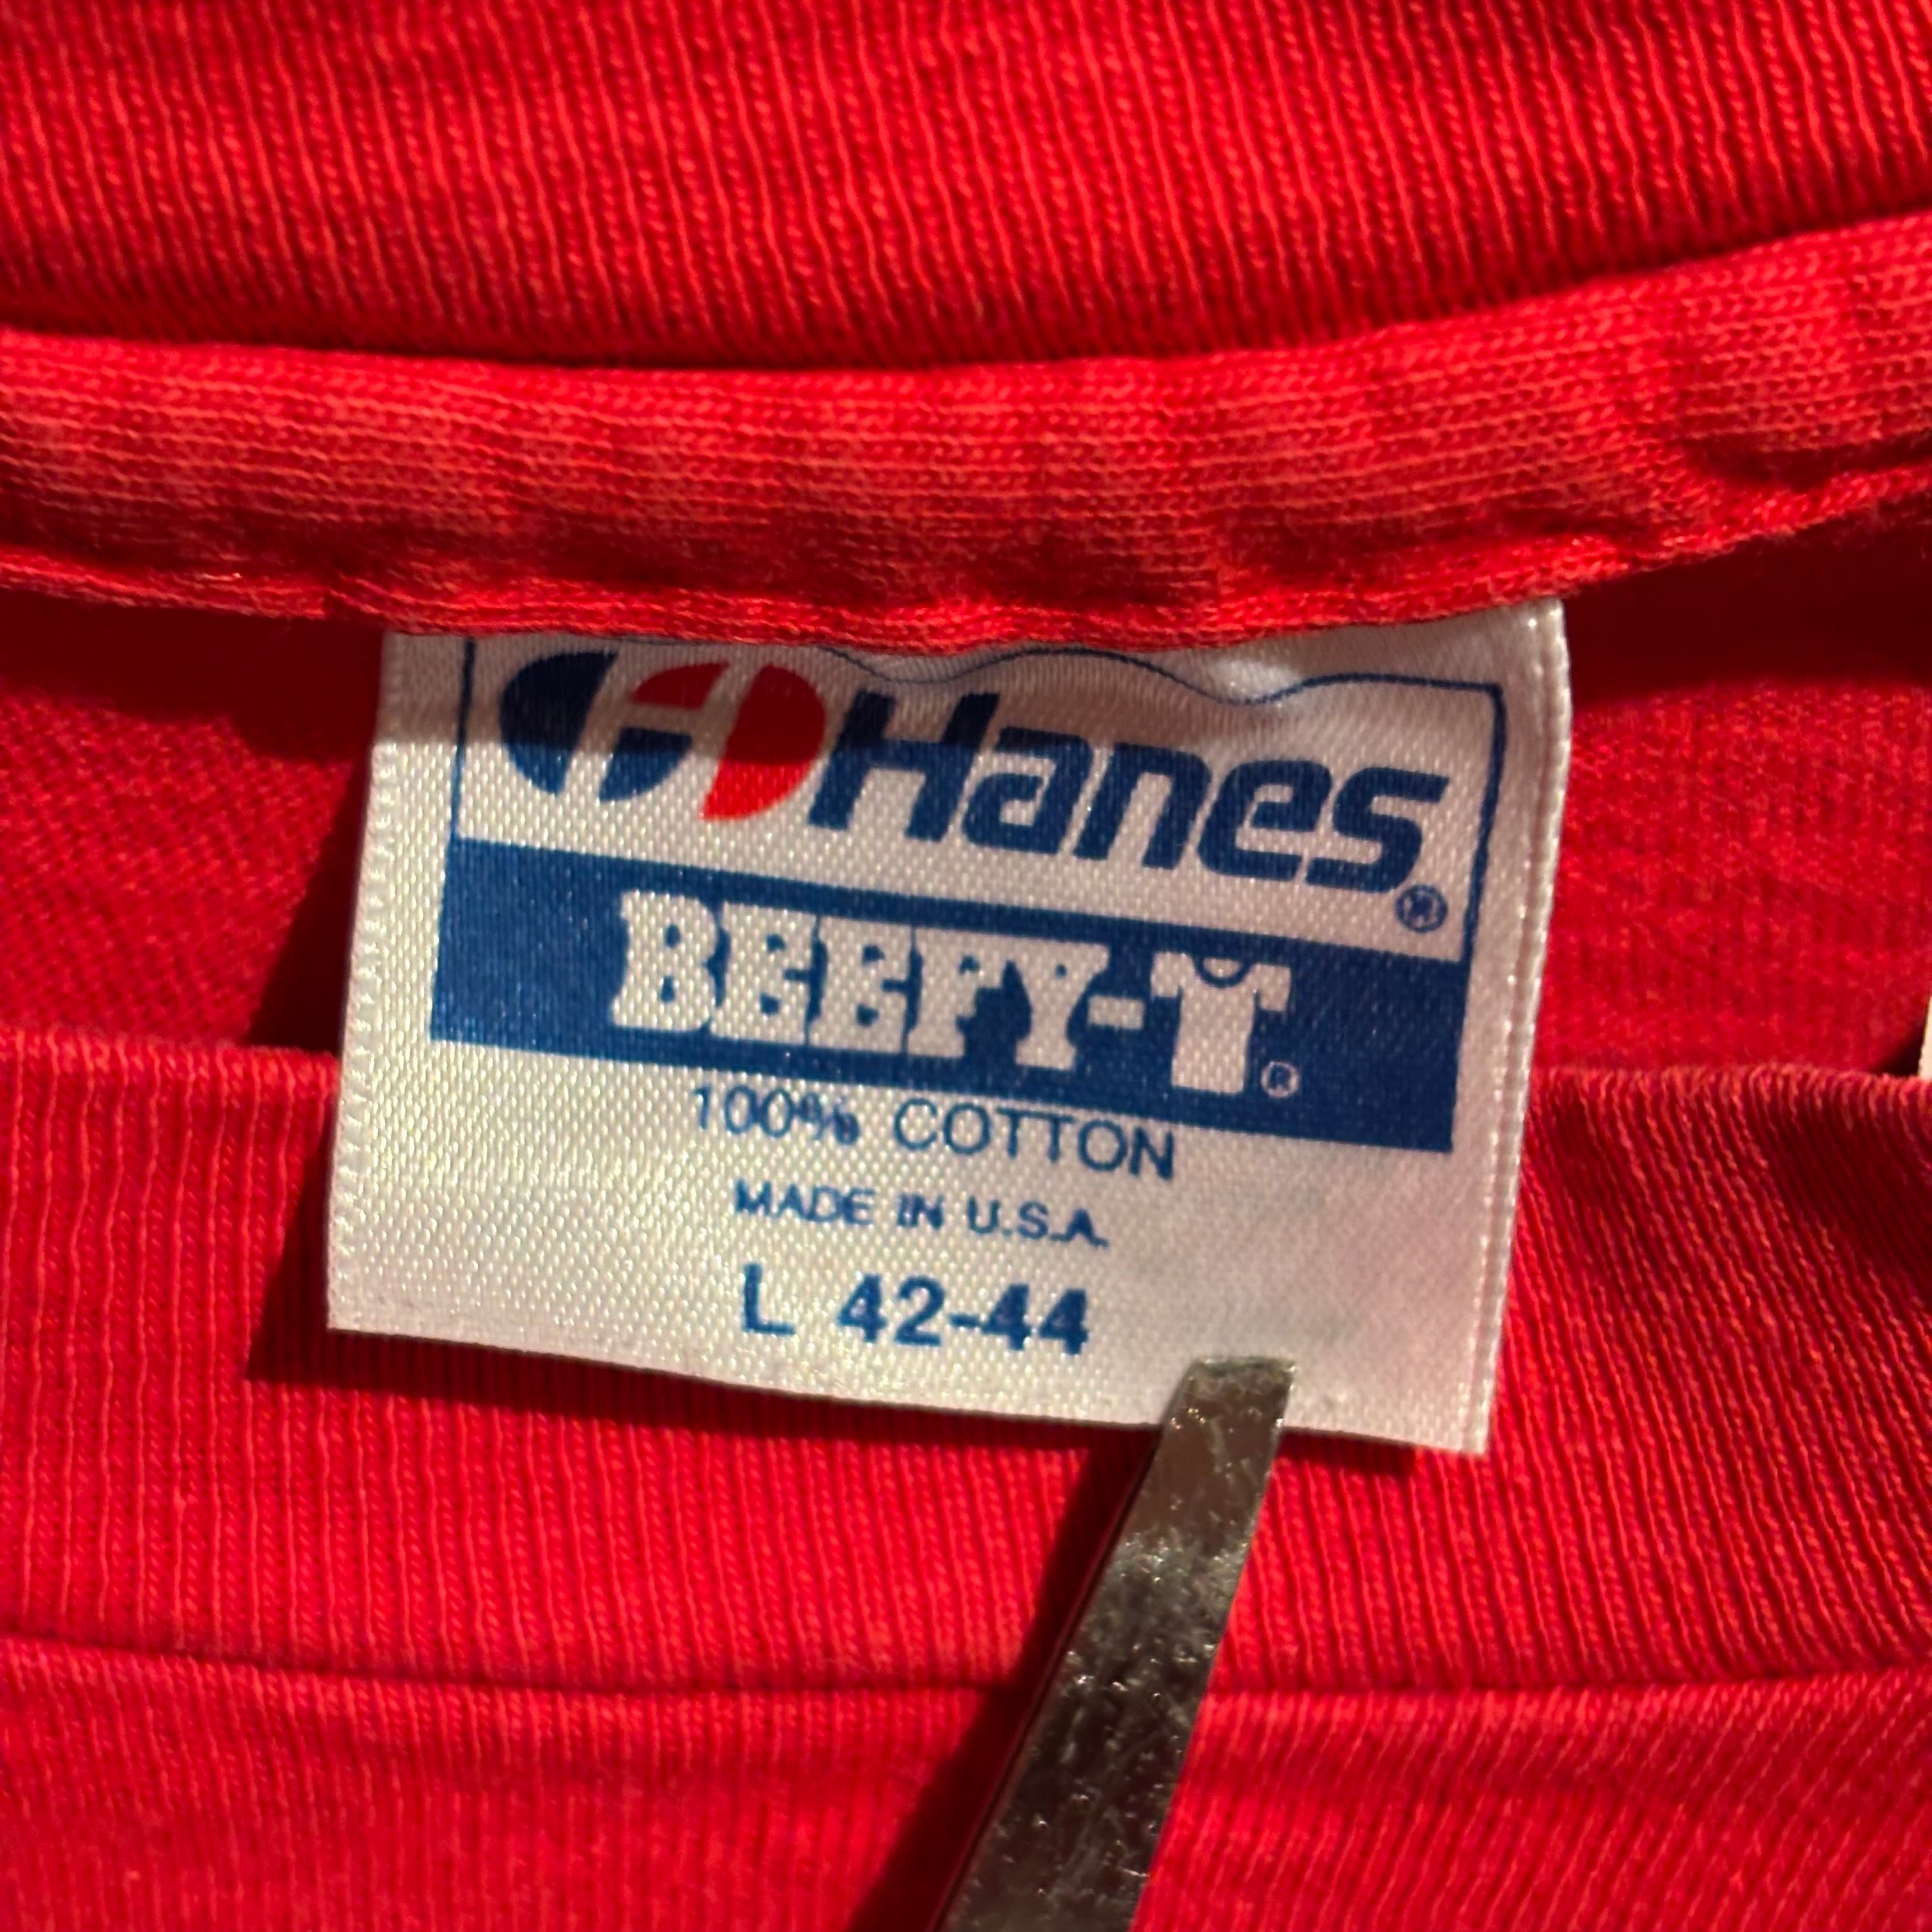 Hanes®
BEEFY-T®
100% COTTON
MADE IN U.S.A.
L 42-44